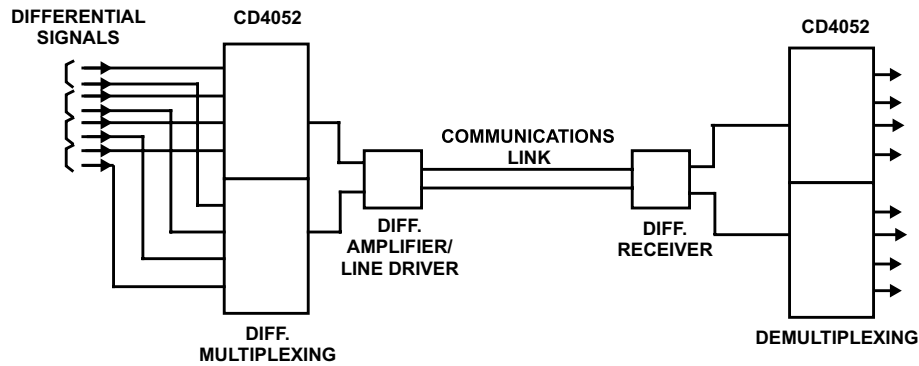 DIFFERENTIAL
SIGNALS
CD4052
CD4052
COMMUNICATIONS
LINK
DIFF.
AMPLIFIER/
LINE DRIVER
DIFF.
RECEIVER
DIFF.
MULTIPLEXING
DEMULTIPLEXING